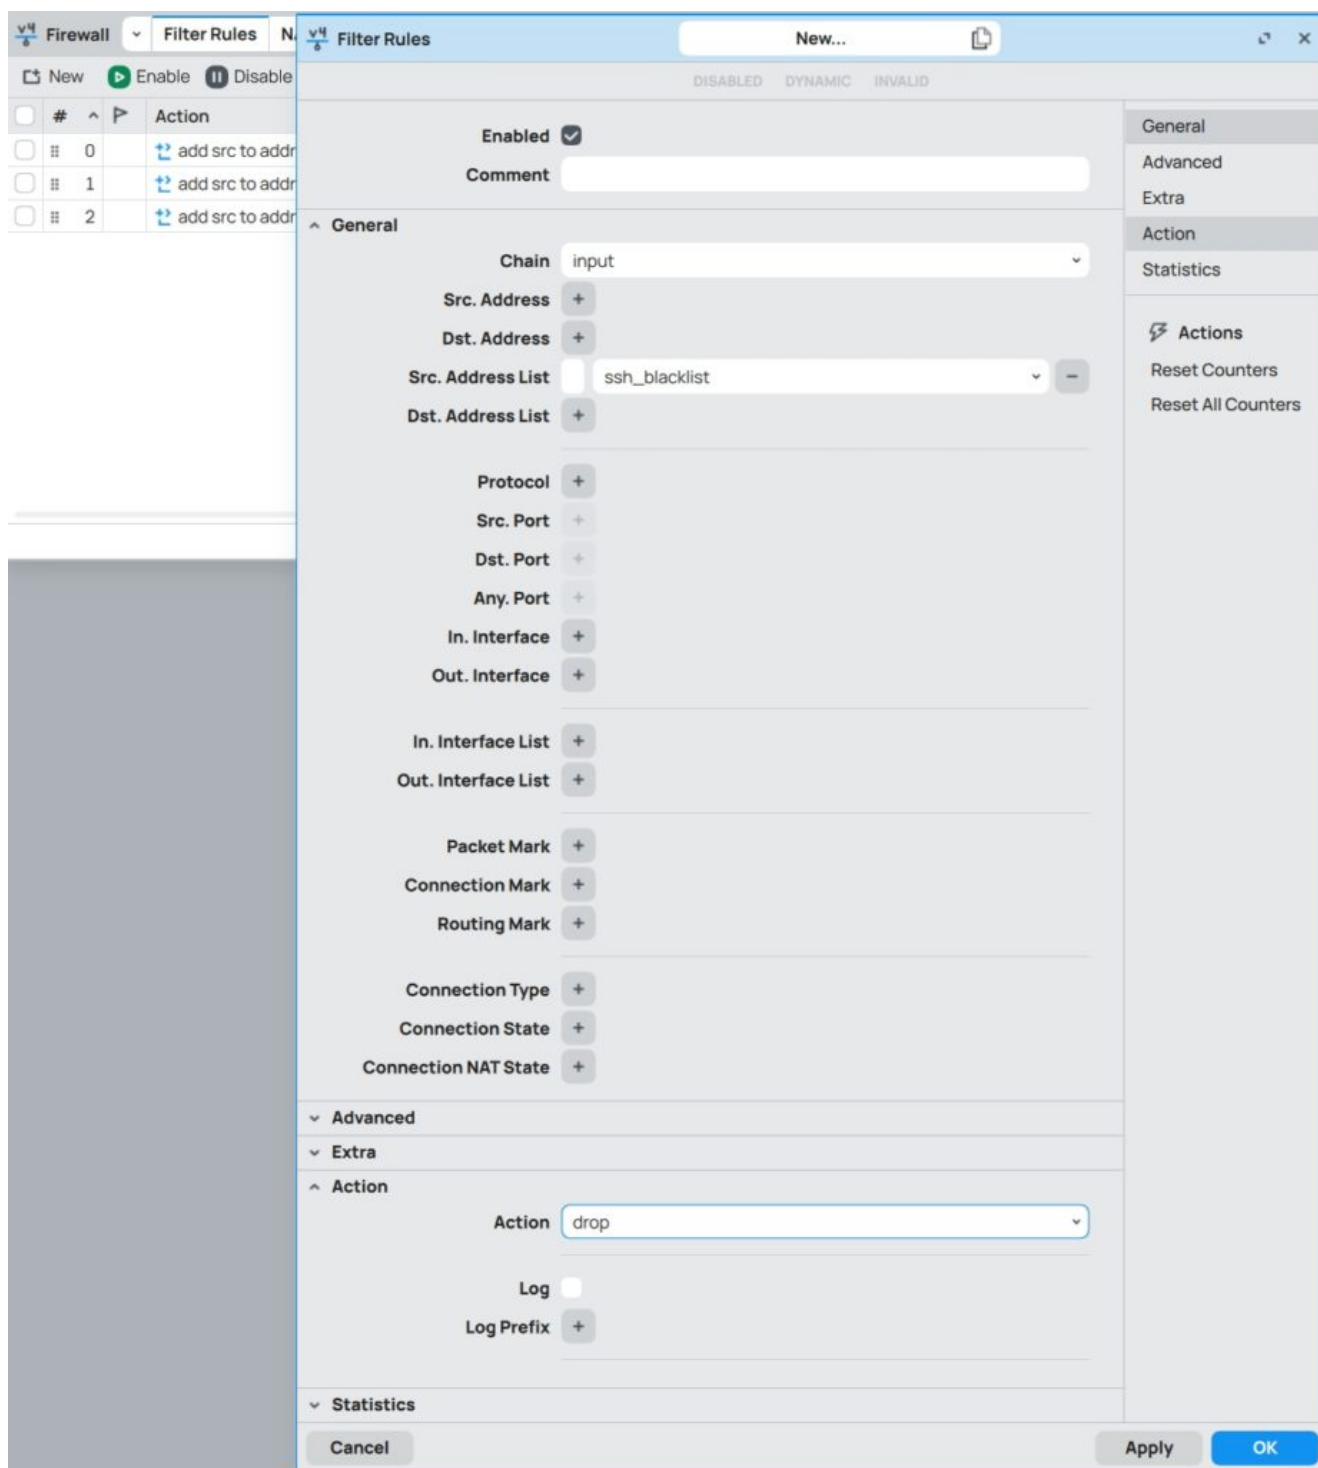 Firewall
Filter Rules
New
Enable
Disable
#
Action
0
add src to addr
1
add src to addr
2
add src to addr
Filter Rules
New...
DISABLED DYNAMIC INVALID
Enabled
Comment
General
Chain input
Src. Address +
Dst. Address +
Src. Address List ssh_blacklist −
Dst. Address List +
Protocol +
Src. Port +
Dst. Port +
Any. Port +
In. Interface +
Out. Interface +
In. Interface List +
Out. Interface List +
Packet Mark +
Connection Mark +
Routing Mark +
Connection Type +
Connection State +
Connection NAT State +
Advanced
Extra
Action
Action drop
Log
Log Prefix +
Statistics
Cancel Apply OK
General
Advanced
Extra
Action
Statistics
Actions
Reset Counters
Reset All Counters